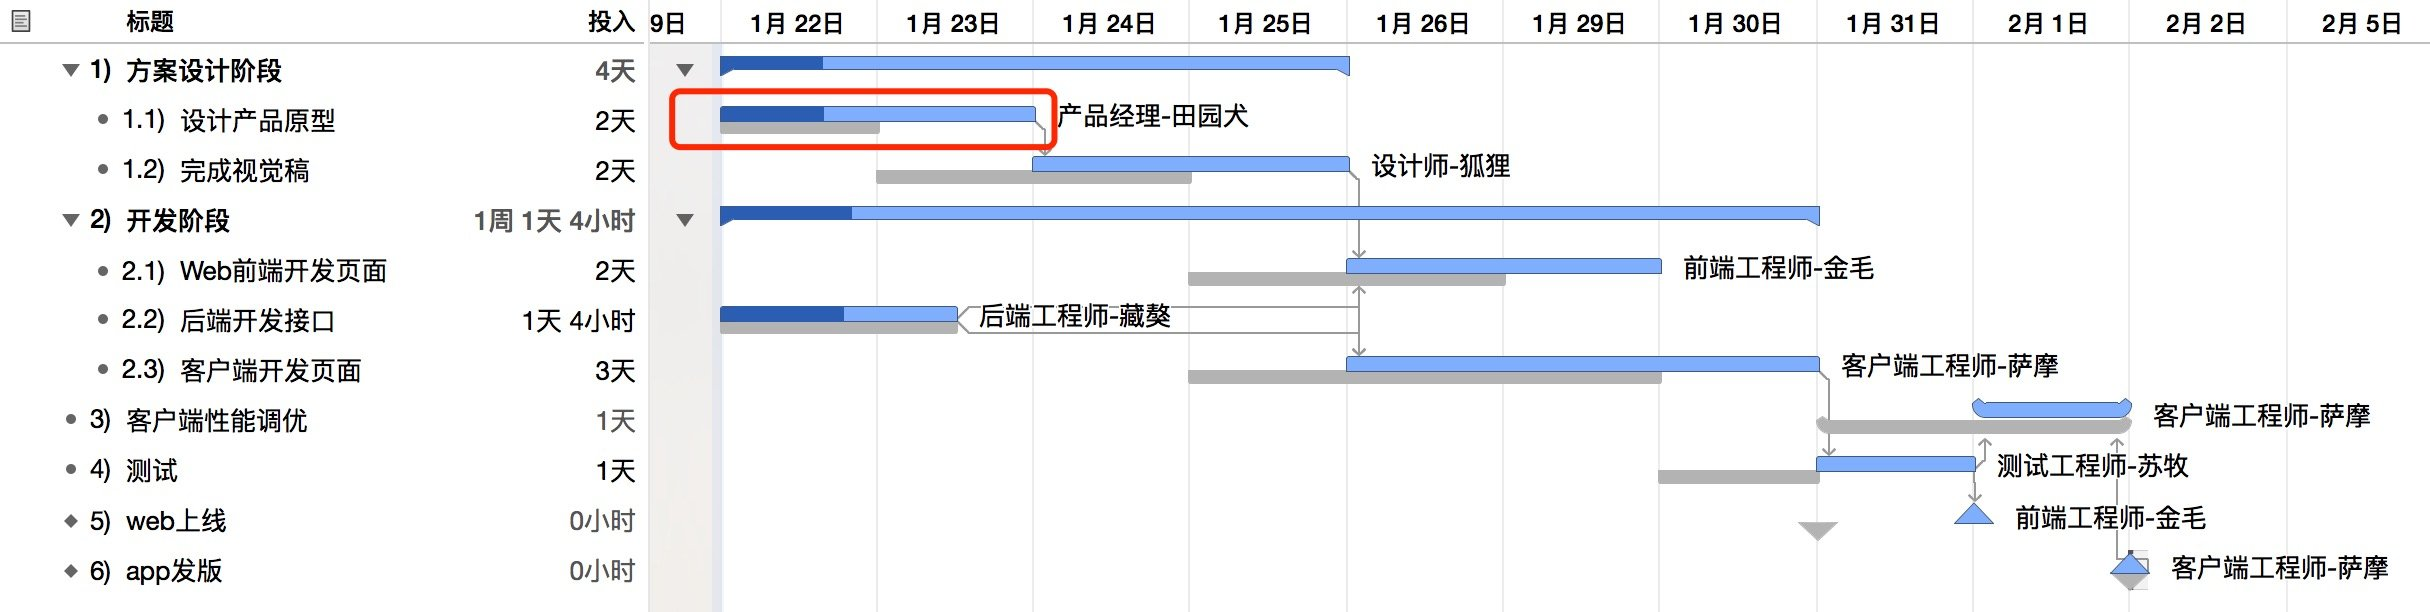 标题 投入 9日 1月 22日 1月 23日 1月 24日 1月 25日 1月 26日 1月 29日 1月 30日 1月 31日 2月 1日 2月 2日 2月 5日
1) 方案设计阶段 4天
1.1) 设计产品原型 2天 产品经理-田园犬
1.2) 完成视觉稿 2天 设计师-狐狸
2) 开发阶段 1周 1天 4小时
2.1) Web前端开发页面 2天 前端工程师-金毛
2.2) 后端开发接口 1天 4小时 后端工程师-藏獒
2.3) 客户端开发页面 3天 客户端工程师-萨摩
3) 客户端性能调优 1天 客户端工程师-萨摩
4) 测试 1天 测试工程师-苏牧
5) web上线 0小时 前端工程师-金毛
6) app发版 0小时 客户端工程师-萨摩